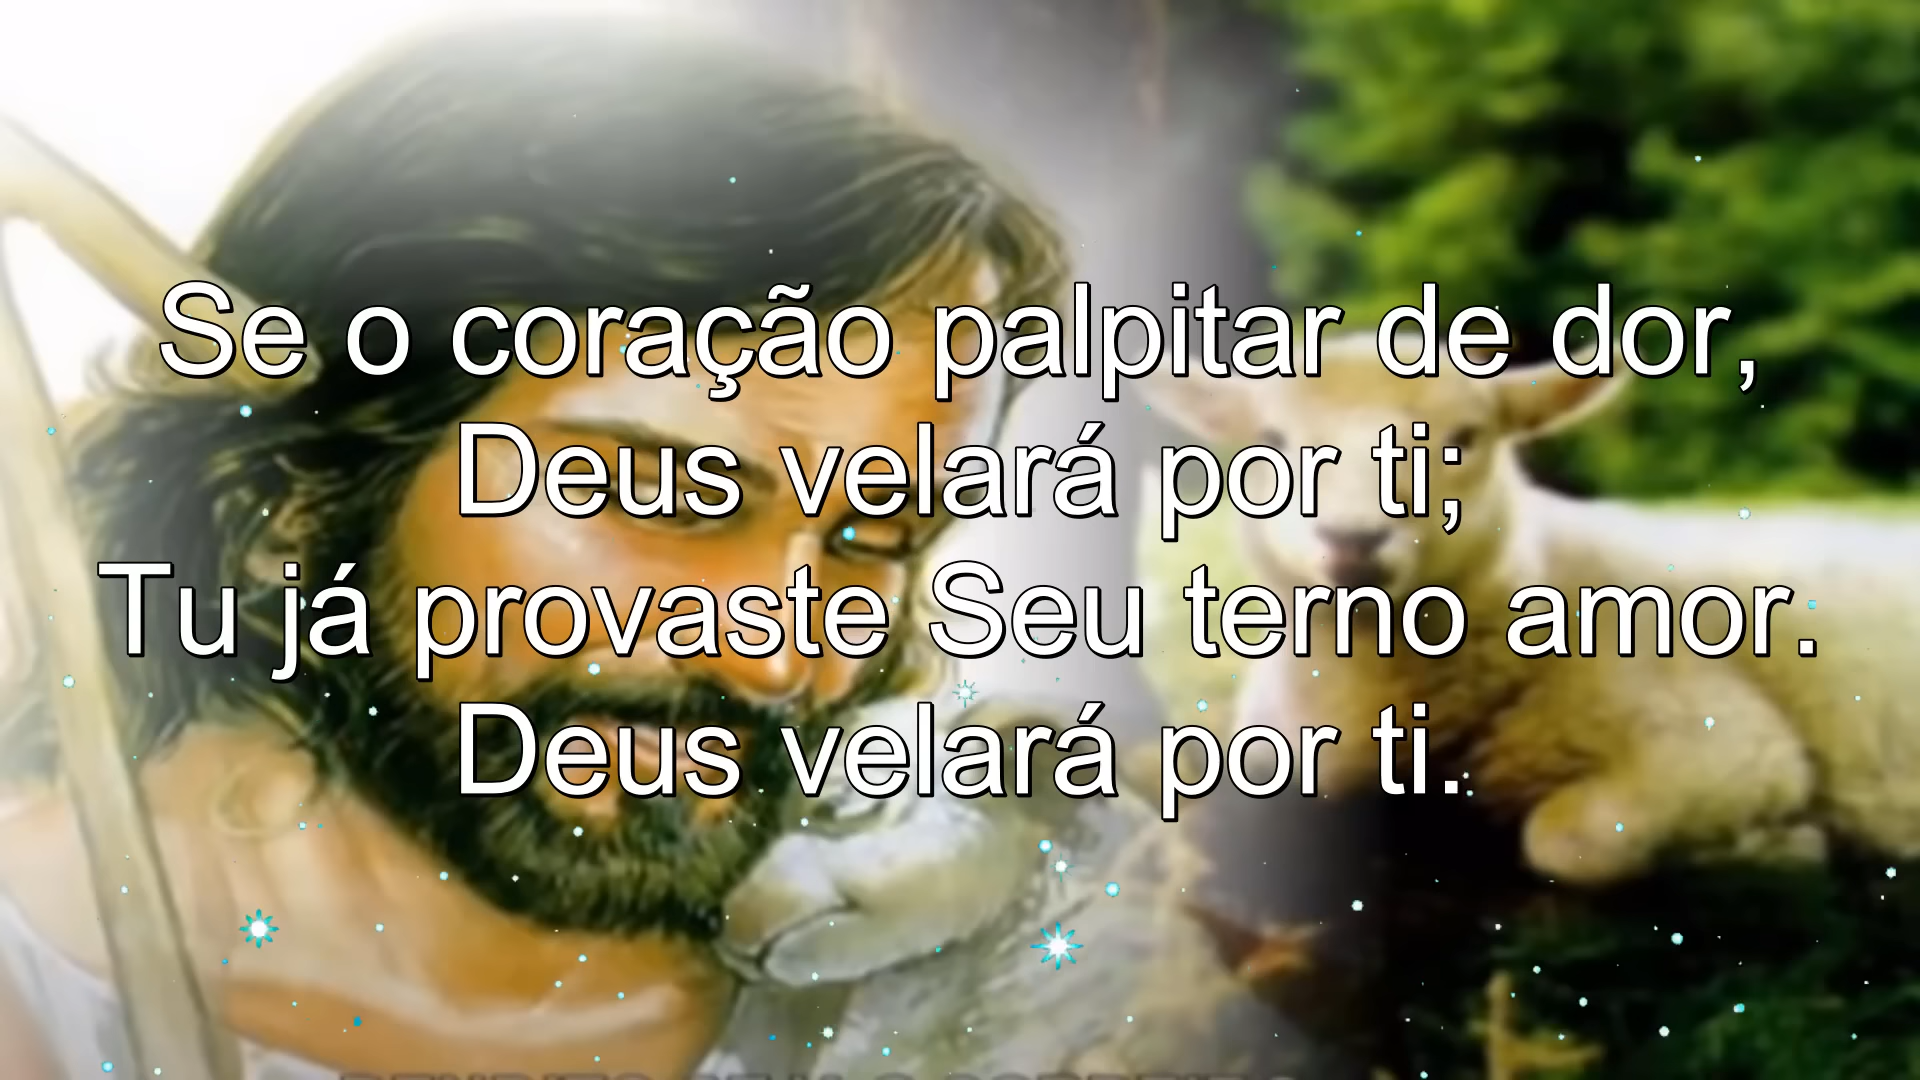 Se o coração palpitar de dor,
Deus velará por ti;
Tu já provaste Seu terno amor.
Deus velará por ti.